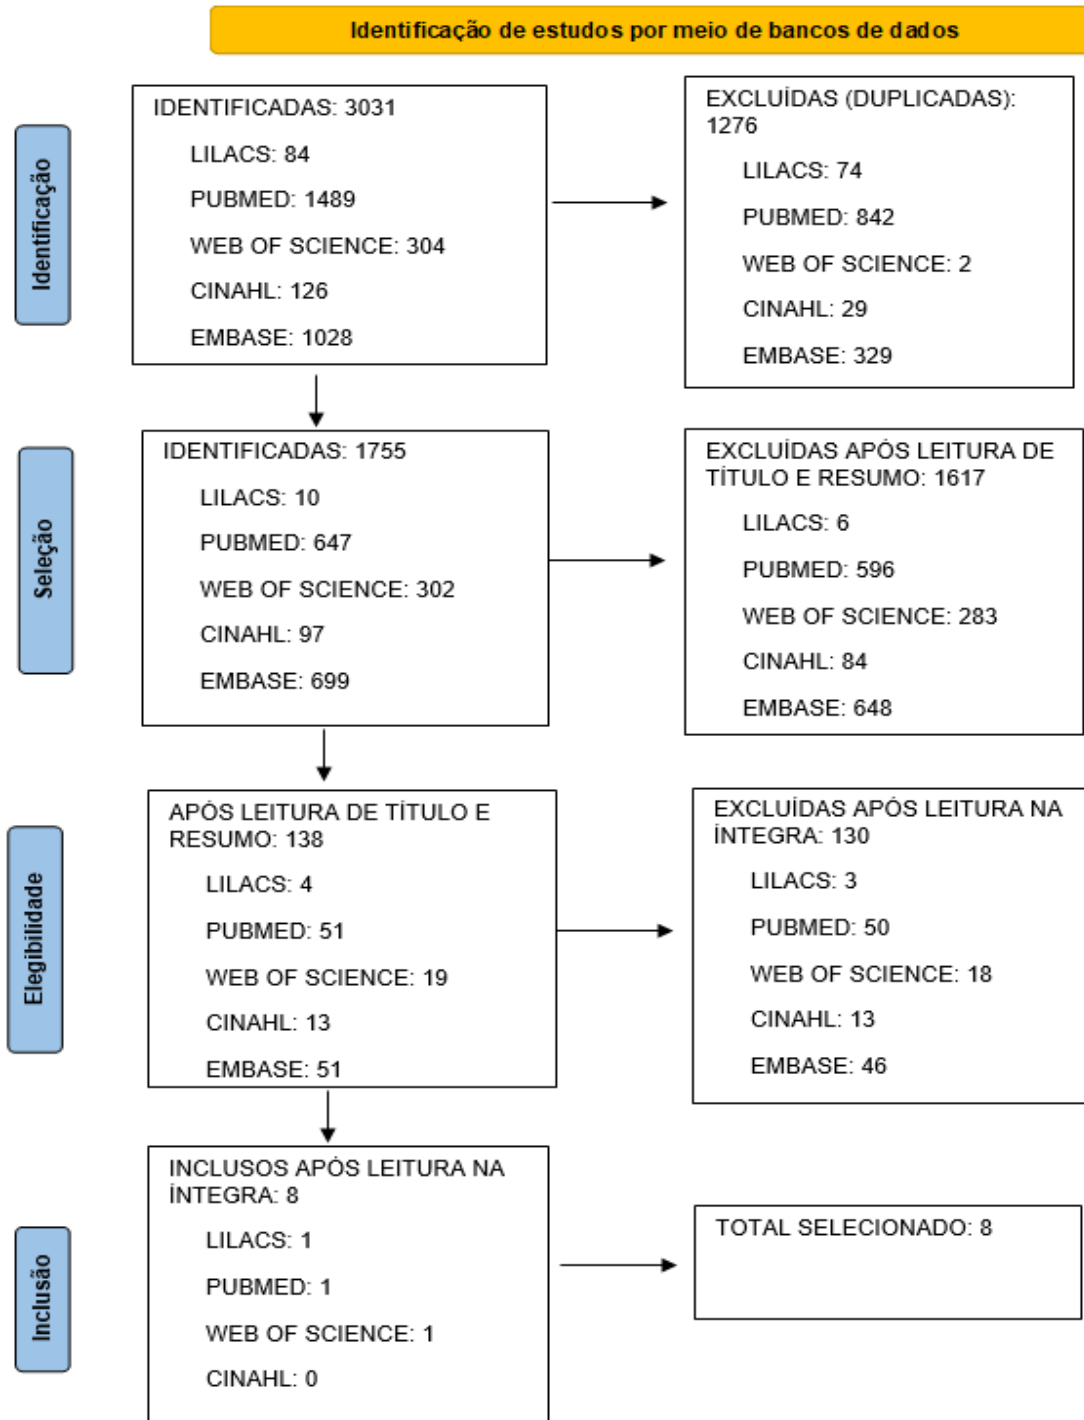 Identificação de estudos por meio de bancos de dados
Identificação
IDENTIFICADAS: 3031
LILACS: 84
PUBMED: 1489
WEB OF SCIENCE: 304
CINAHL: 126
EMBASE: 1028
EXCLUÍDAS (DUPLICADAS):
1276
LILACS: 74
PUBMED: 842
WEB OF SCIENCE: 2
CINAHL: 29
EMBASE: 329
Seleção
IDENTIFICADAS: 1755
LILACS: 10
PUBMED: 647
WEB OF SCIENCE: 302
CINAHL: 97
EMBASE: 699
EXCLUÍDAS APÓS LEITURA DE
TÍTULO E RESUMO: 1617
LILACS: 6
PUBMED: 596
WEB OF SCIENCE: 283
CINAHL: 84
EMBASE: 648
Elegibilidade
APÓS LEITURA DE TÍTULO E
RESUMO: 138
LILACS: 4
PUBMED: 51
WEB OF SCIENCE: 19
CINAHL: 13
EMBASE: 51
EXCLUÍDAS APÓS LEITURA NA
ÍNTEGRA: 130
LILACS: 3
PUBMED: 50
WEB OF SCIENCE: 18
CINAHL: 13
EMBASE: 46
Inclusão
INCLUSOS APÓS LEITURA NA
ÍNTEGRA: 8
LILACS: 1
PUBMED: 1
WEB OF SCIENCE: 1
CINAHL: 0
TOTAL SELECIONADO: 8